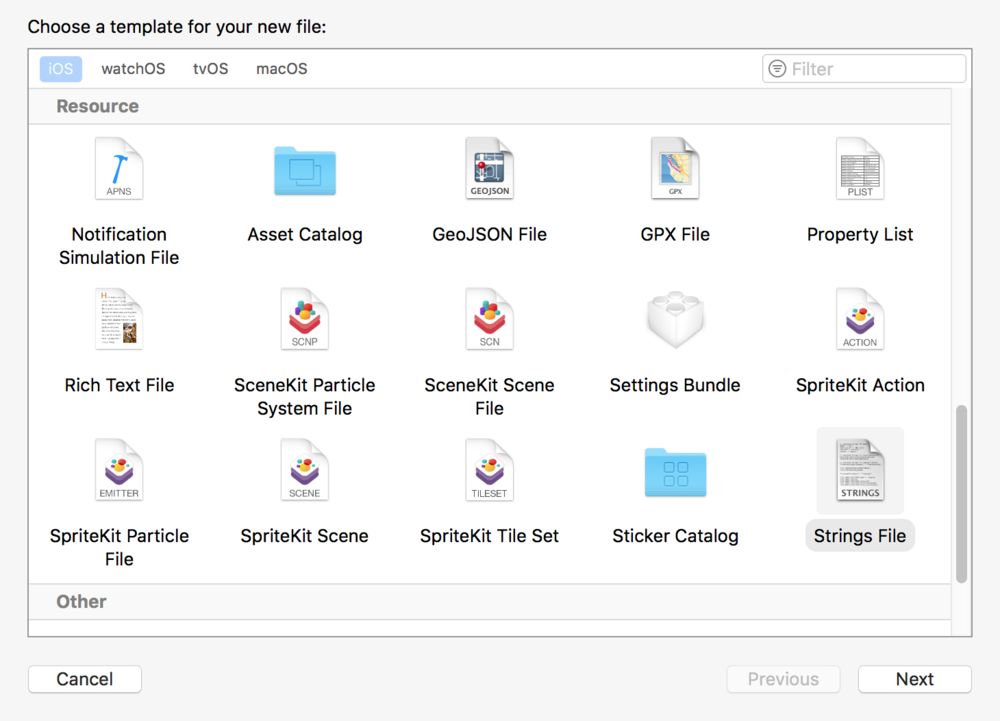 Choose a template for your new file:
iOS watchOS tvOS macOS Filter
Resource
APNS GEOJSON GPX PLIST
Notification Asset Catalog GeoJSON File GPX File Property List
Simulation File
SCNP SCN ACTION
Rich Text File SceneKit Particle SceneKit Scene Settings Bundle SpriteKit Action
System File File
EMITTER SCENE TILESET STRINGS
SpriteKit Particle SpriteKit Scene SpriteKit Tile Set Sticker Catalog Strings File
File
Other
Cancel Previous Next